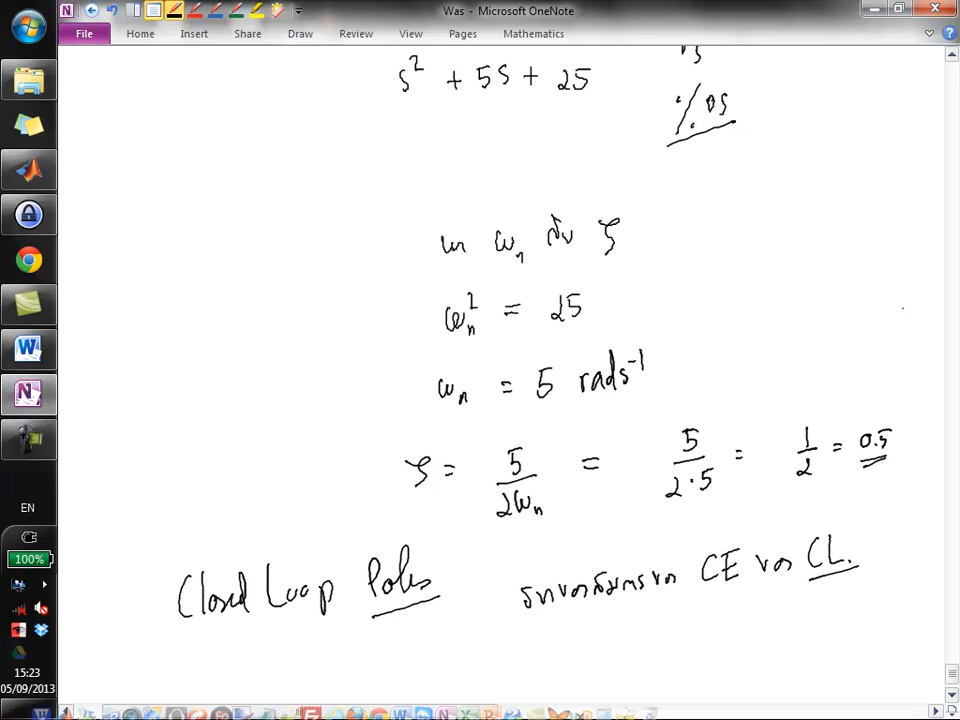 Was - Microsoft OneNote
File Home Insert Share Draw Review View Pages Mathematics
s² + 5s + 25
% OS
หา ωₙ กับ ζ
ωₙ² = 25
ωₙ = 5 rads⁻¹
ζ = 5/2ωₙ = 5/2·5 = 1/2 = 0.5
Closed Loop Poles รากของสมการของ CE ของ CL.
EN
100%
15:23
05/09/2013